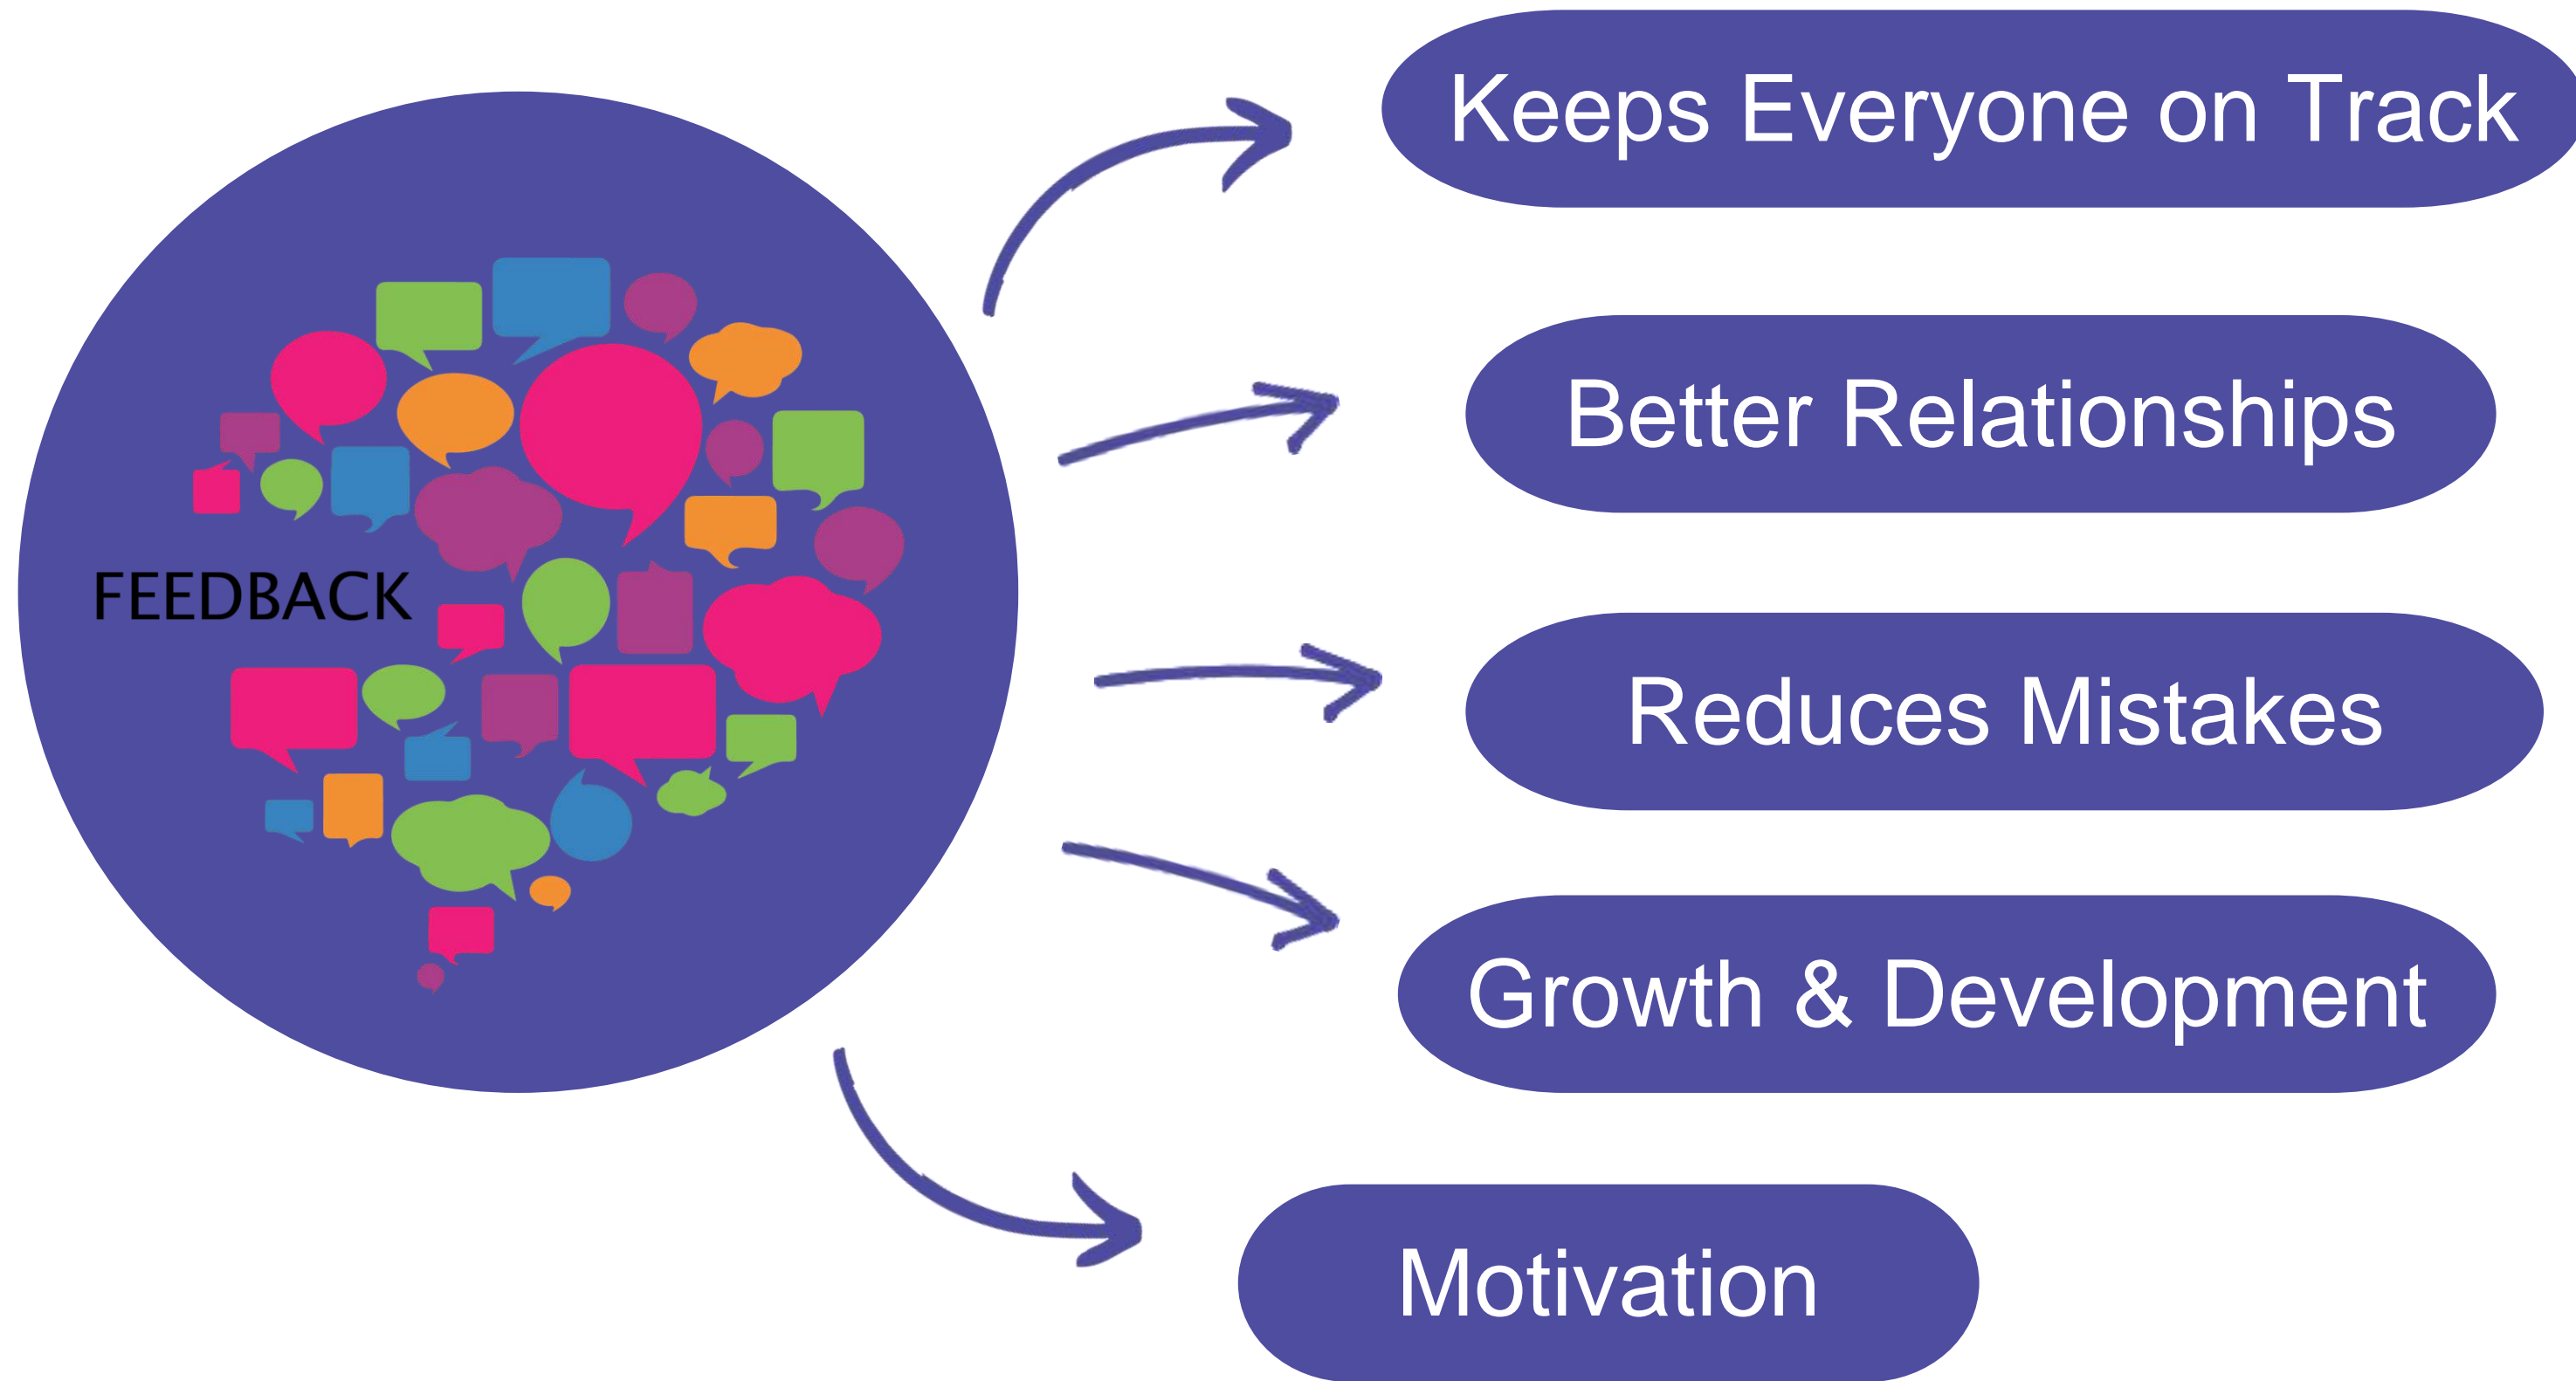 FEEDBACK
Keeps Everyone on Track
Better Relationships
Reduces Mistakes
Growth & Development
Motivation